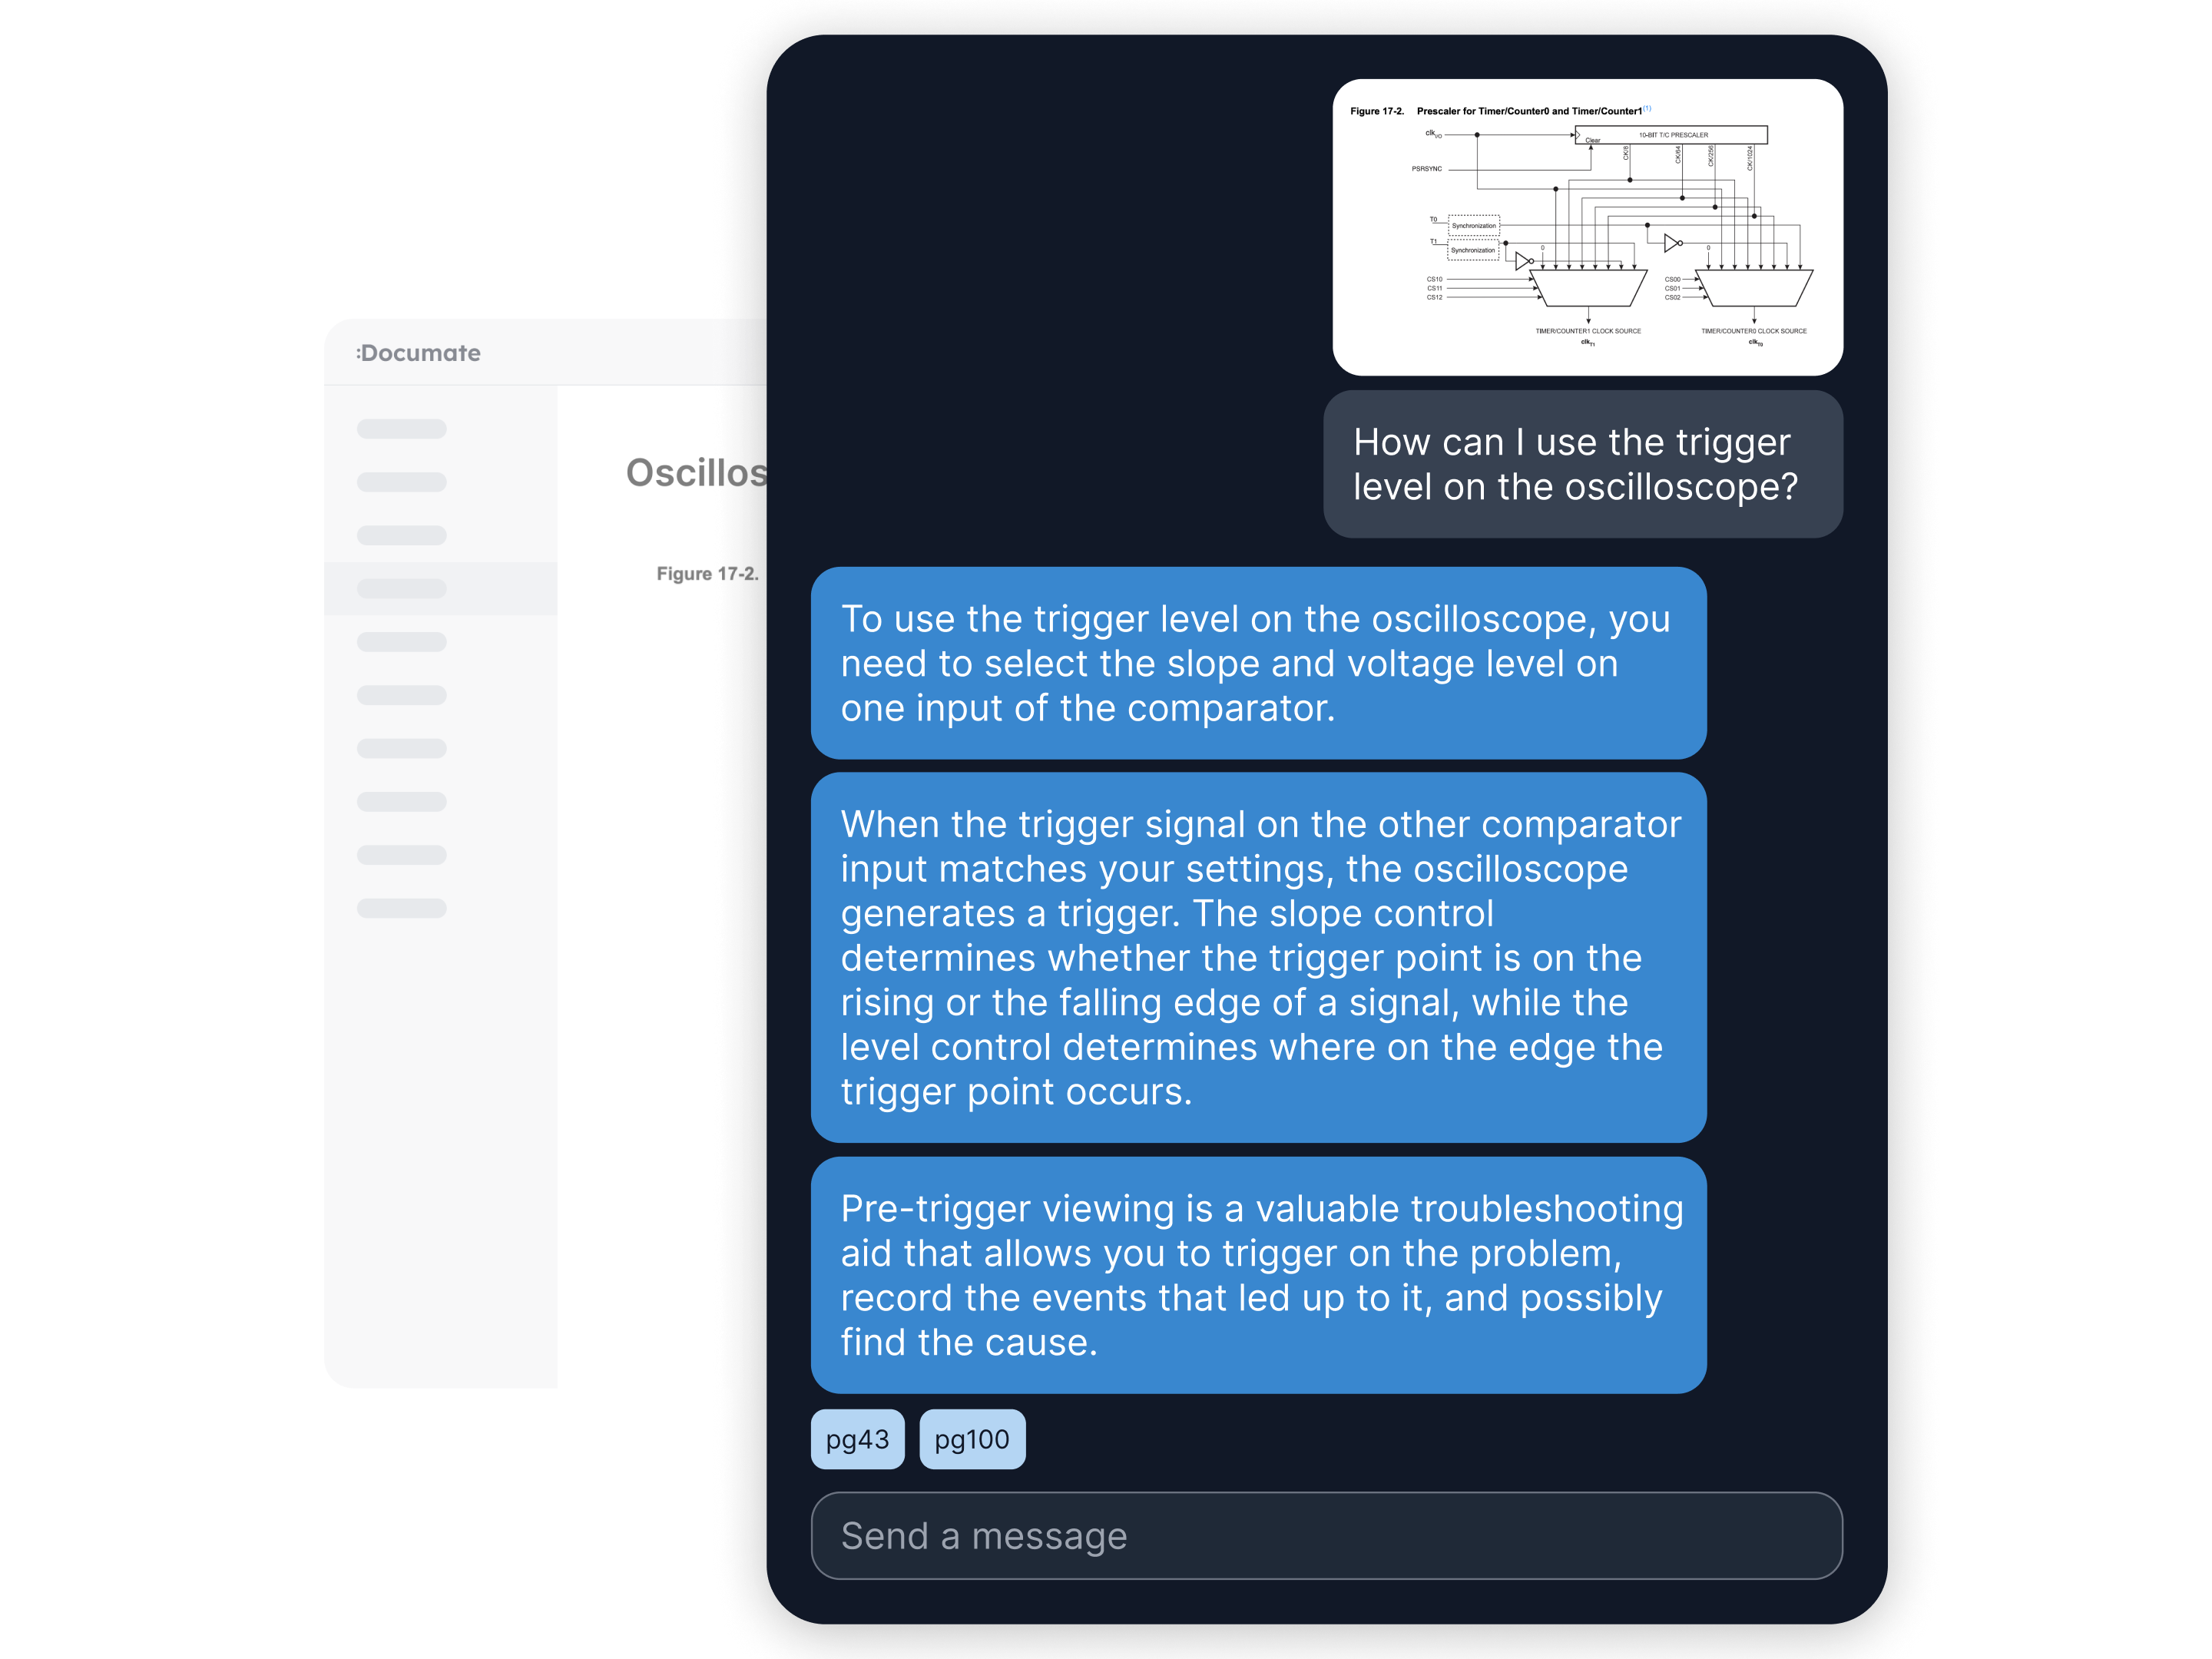 :Documate
Oscillos
Figure 17-2.
Figure 17-2. Prescaler for Timer/Counter0 and Timer/Counter1(1)
clkI/O
10-BIT T/C PRESCALER
Clear
CK/8
CK/64
CK/256
CK/1024
PSRSYNC
T0
Synchronization
T1
Synchronization
0
0
CS10
CS11
CS12
CS00
CS01
CS02
TIMER/COUNTER1 CLOCK SOURCE
clkT1
TIMER/COUNTER0 CLOCK SOURCE
clkT0
How can I use the trigger
level on the oscilloscope?
To use the trigger level on the oscilloscope, you
need to select the slope and voltage level on
one input of the comparator.
When the trigger signal on the other comparator
input matches your settings, the oscilloscope
generates a trigger. The slope control
determines whether the trigger point is on the
rising or the falling edge of a signal, while the
level control determines where on the edge the
trigger point occurs.
Pre-trigger viewing is a valuable troubleshooting
aid that allows you to trigger on the problem,
record the events that led up to it, and possibly
find the cause.
pg43
pg100
Send a message